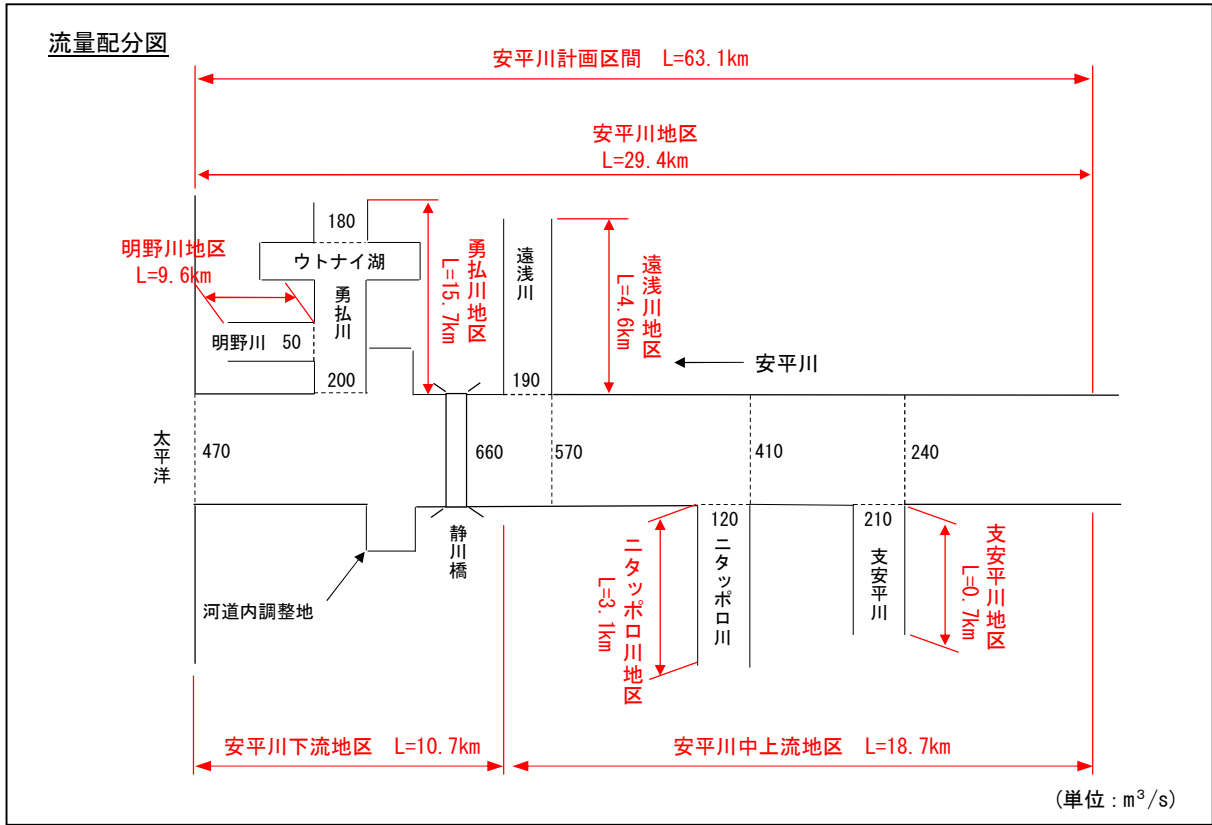 流量配分図
安平川計画区間 L=63.1km
安平川地区
L=29.4km
明野川地区
L=9.6km
180
ウトナイ湖
勇払川
明野川 50
200
勇払川地区
L=15.7km
遠浅川
190
遠浅川地区
L=4.6km
安平川
太平洋
470
660
570
410
240
静川橋
河道内調整地
120
ニタッポロ川
ニタッポロ川地区
L=3.1km
210
支安平川
支安平川地区
L=0.7km
安平川下流地区 L=10.7km
安平川中上流地区 L=18.7km
(単位:m³/s)